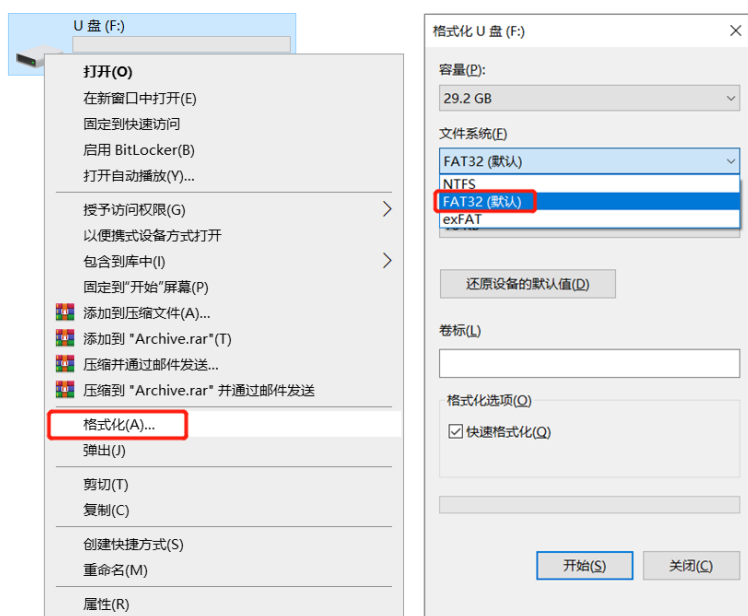 U 盘 (F:)
打开(O)
在新窗口中打开(E)
固定到快速访问
启用 BitLocker(B)
打开自动播放(Y)...
授予访问权限(G)
以便携式设备方式打开
包含到库中(I)
固定到"开始"屏幕(P)
添加到压缩文件(A)...
添加到 "Archive.rar"(T)
压缩并通过邮件发送...
压缩到 "Archive.rar" 并通过邮件发送
格式化(A)...
弹出(J)
剪切(T)
复制(C)
创建快捷方式(S)
重命名(M)
属性(R)
格式化 U 盘 (F:)
容量(P):
29.2 GB
文件系统(F)
FAT32 (默认)
NTFS
FAT32 (默认)
exFAT
还原设备的默认值(D)
卷标(L)
格式化选项(O)
快速格式化(Q)
开始(S)
关闭(C)